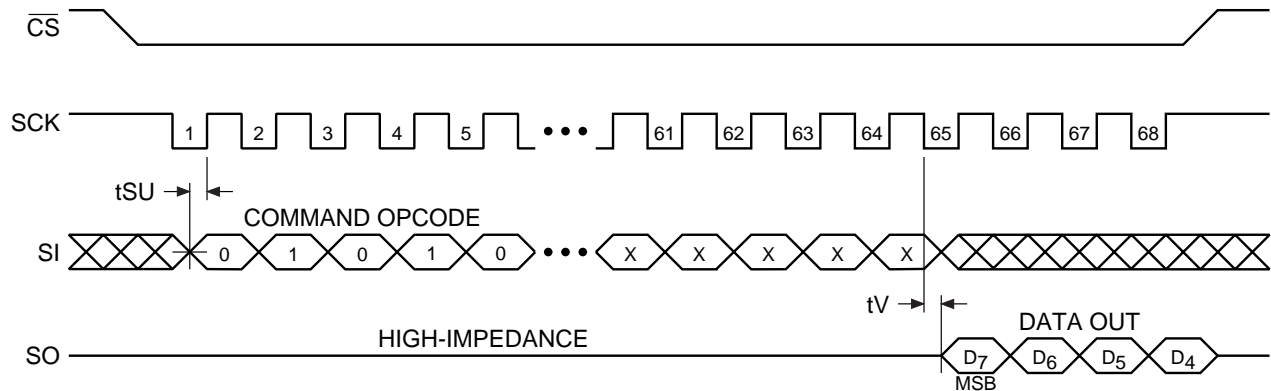 CS
SCK
1 2 3 4 5 ••• 61 62 63 64 65 66 67 68
tSU
COMMAND OPCODE
SI
0 1 0 1 0 ••• X X X X X
tV
HIGH-IMPEDANCE
DATA OUT
SO
D7 D6 D5 D4
MSB